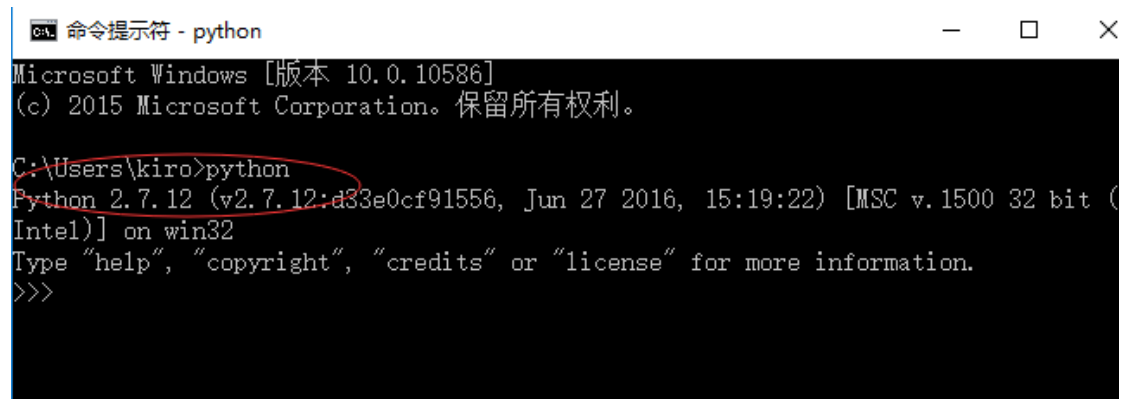 命令提示符 - python
Microsoft Windows [版本 10.0.10586]
(c) 2015 Microsoft Corporation。保留所有权利。
C:\Users\kiro>python
Python 2.7.12 (v2.7.12:d33e0cf91556, Jun 27 2016, 15:19:22) [MSC v.1500 32 bit (
Intel)] on win32
Type "help", "copyright", "credits" or "license" for more information.
>>>